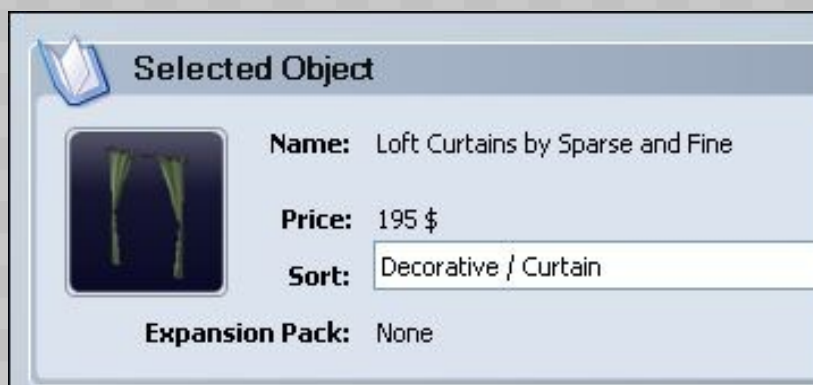 Selected Object
Name: Loft Curtains by Sparse and Fine
Price: 195 $
Sort: Decorative / Curtain
Expansion Pack: None